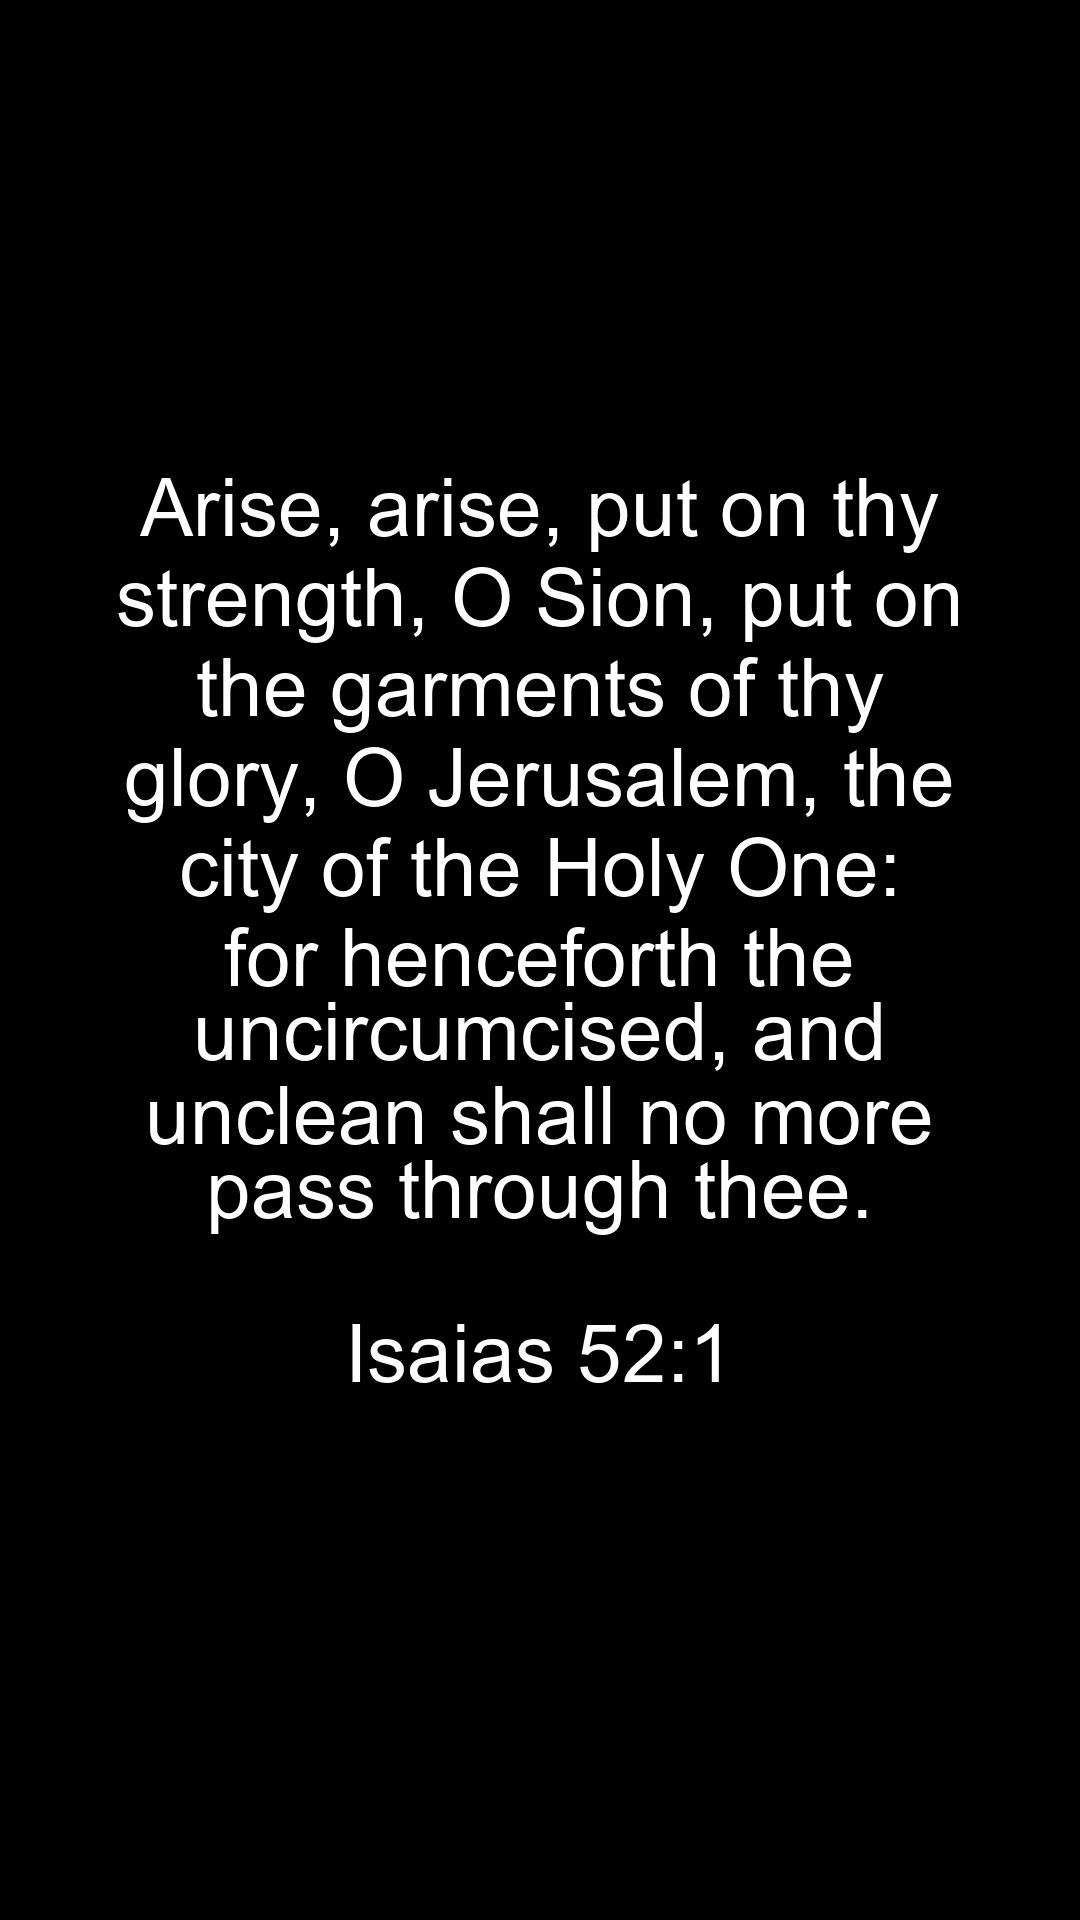 Arise, arise, put on thy
strength, O Sion, put on
the garments of thy
glory, O Jerusalem, the
city of the Holy One:
for henceforth the
uncircumcised, and
unclean shall no more
pass through thee.
Isaias 52:1